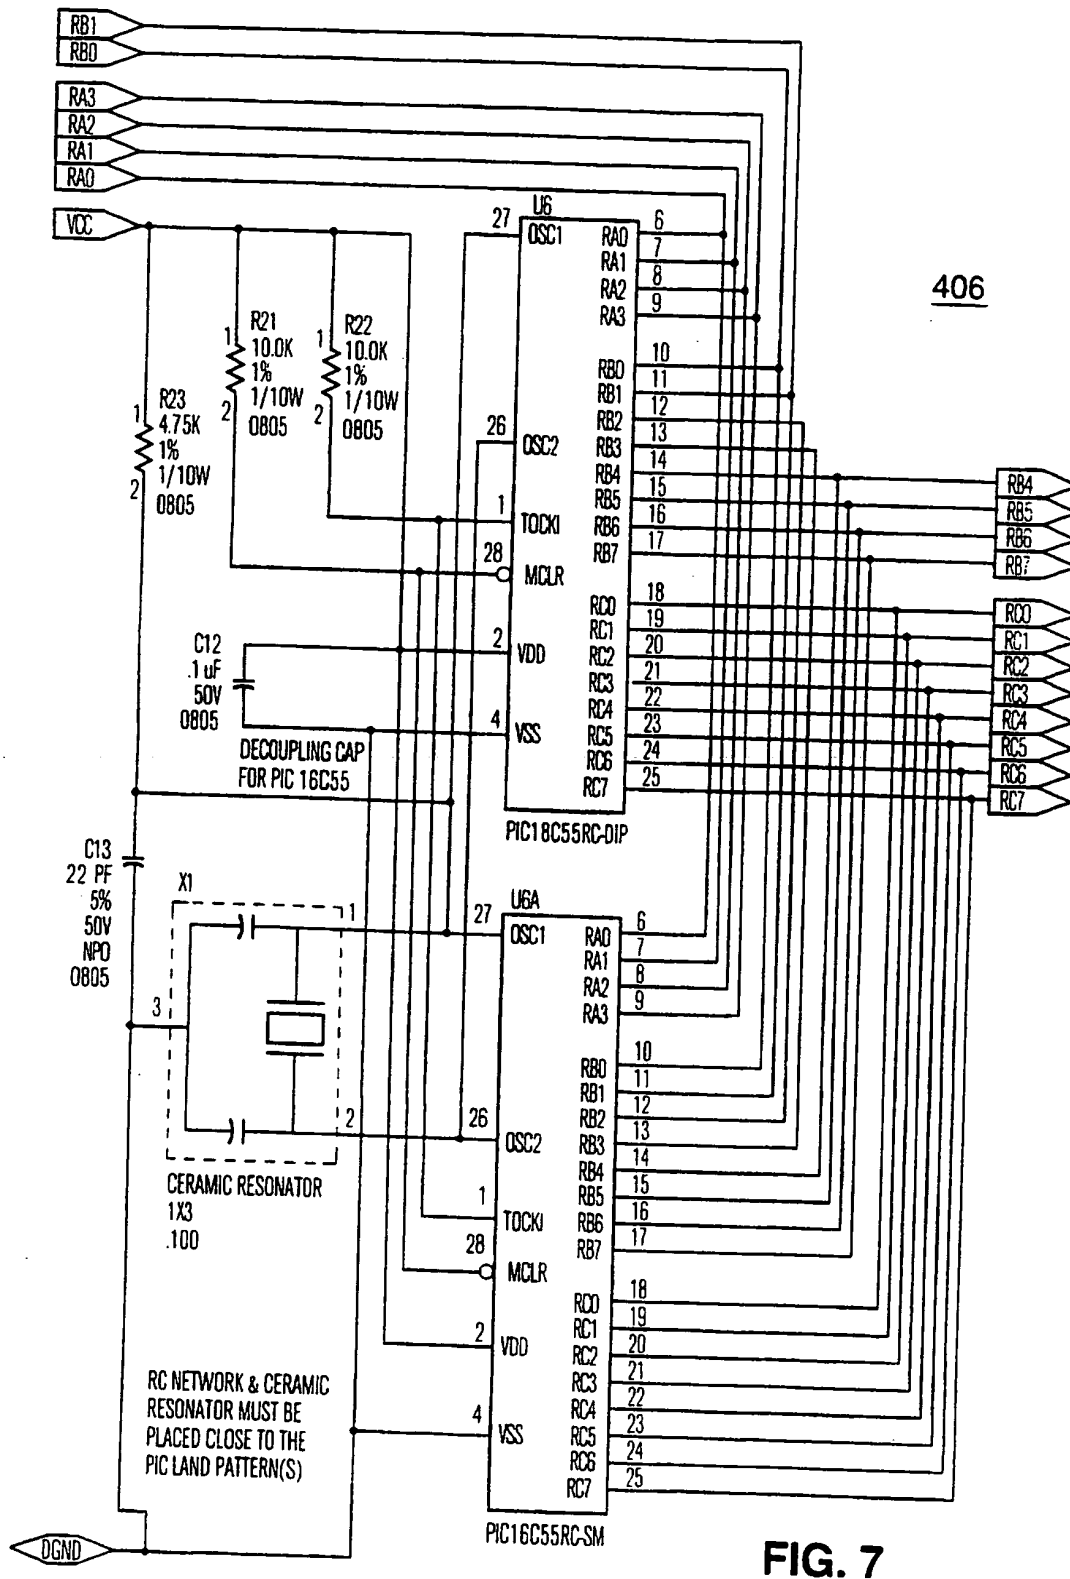 RB1
RB0
RA3
RA2
RA1
RA0
VCC
406
U6
27 OSC1
26 OSC2
1 TOCKI
28 MCLR
2 VDD
4 VSS
RA0 6
RA1 7
RA2 8
RA3 9
RB0 10
RB1 11
RB2 12
RB3 13
RB4 14
RB5 15
RB6 16
RB7 17
RC0 18
RC1 19
RC2 20
RC3 21
RC4 22
RC5 23
RC6 24
RC7 25
PIC18C55RC-DIP
RB4
RB5
RB6
RB7
RC0
RC1
RC2
RC3
RC4
RC5
RC6
RC7
1
2
R21
10.0K
1%
1/10W
0805
1
2
R22
10.0K
1%
1/10W
0805
1
2
R23
4.75K
1%
1/10W
0805
C12
.1 uF
50V
0805
DECOUPLING CAP
FOR PIC 16C55
C13
22 PF
5%
50V
NPO
0805
X1
1
3
2
CERAMIC RESONATOR
1X3
.100
U6A
27 OSC1
26 OSC2
1 TOCKI
28 MCLR
2 VDD
4 VSS
RA0 6
RA1 7
RA2 8
RA3 9
RB0 10
RB1 11
RB2 12
RB3 13
RB4 14
RB5 15
RB6 16
RB7 17
RC0 18
RC1 19
RC2 20
RC3 21
RC4 22
RC5 23
RC6 24
RC7 25
PIC16C55RC-SM
RC NETWORK & CERAMIC
RESONATOR MUST BE
PLACED CLOSE TO THE
PIC LAND PATTERN(S)
DGND
FIG. 7